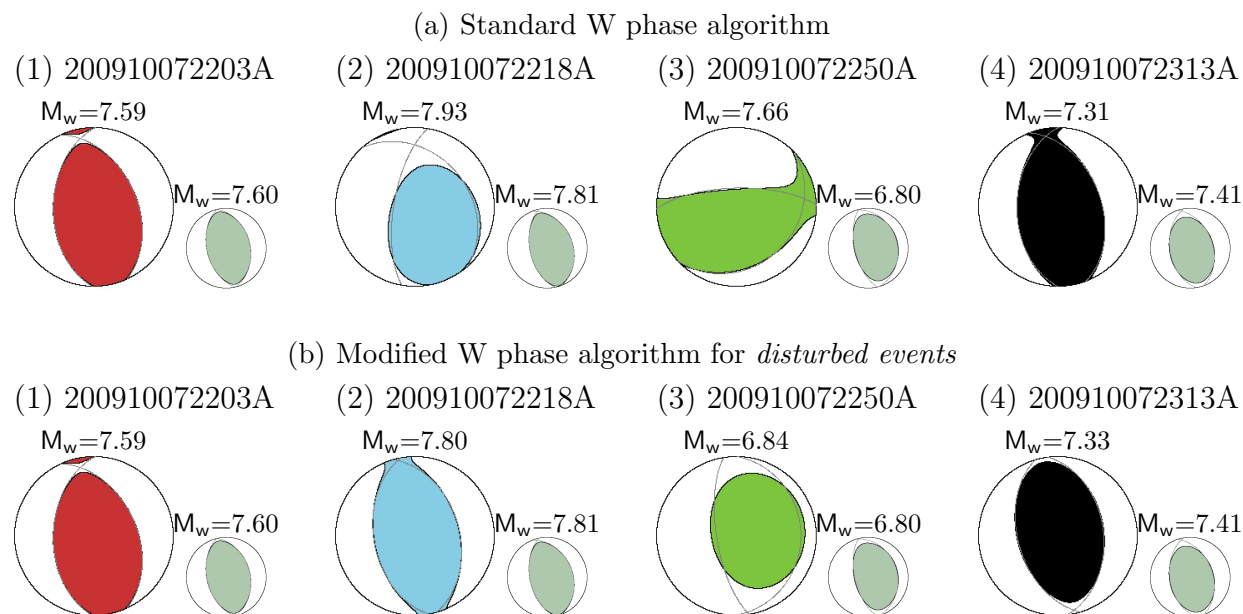 (a) Standard W phase algorithm
(1) 200910072203A (2) 200910072218A (3) 200910072250A (4) 200910072313A
Mw=7.59 Mw=7.93 Mw=7.66 Mw=7.31
Mw=7.60 Mw=7.81 Mw=6.80 Mw=7.41
(b) Modified W phase algorithm for disturbed events
(1) 200910072203A (2) 200910072218A (3) 200910072250A (4) 200910072313A
Mw=7.59 Mw=7.80 Mw=6.84 Mw=7.33
Mw=7.60 Mw=7.81 Mw=6.80 Mw=7.41